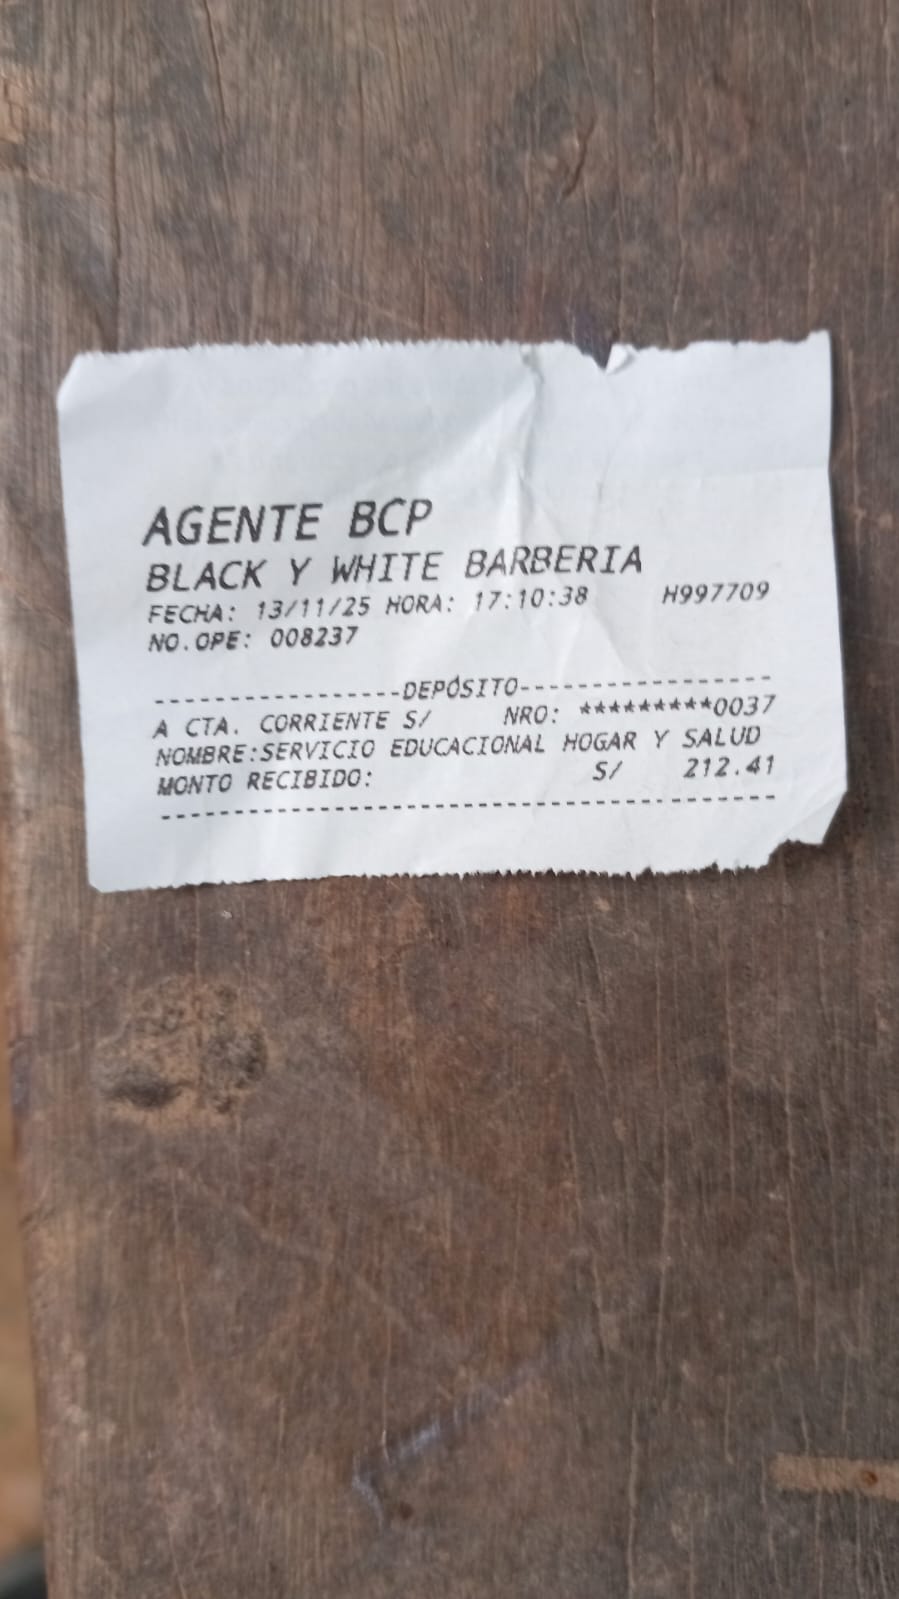 AGENTE BCP
BLACK Y WHITE BARBERIA
FECHA: 13/11/25 HORA: 17:10:38 H997709
NO.OPE: 008237
-----------------DEPÓSITO-----------------
A CTA. CORRIENTE S/ NRO: *********0037
NOMBRE:SERVICIO EDUCACIONAL HOGAR Y SALUD
MONTO RECIBIDO: S/ 212.41
------------------------------------------